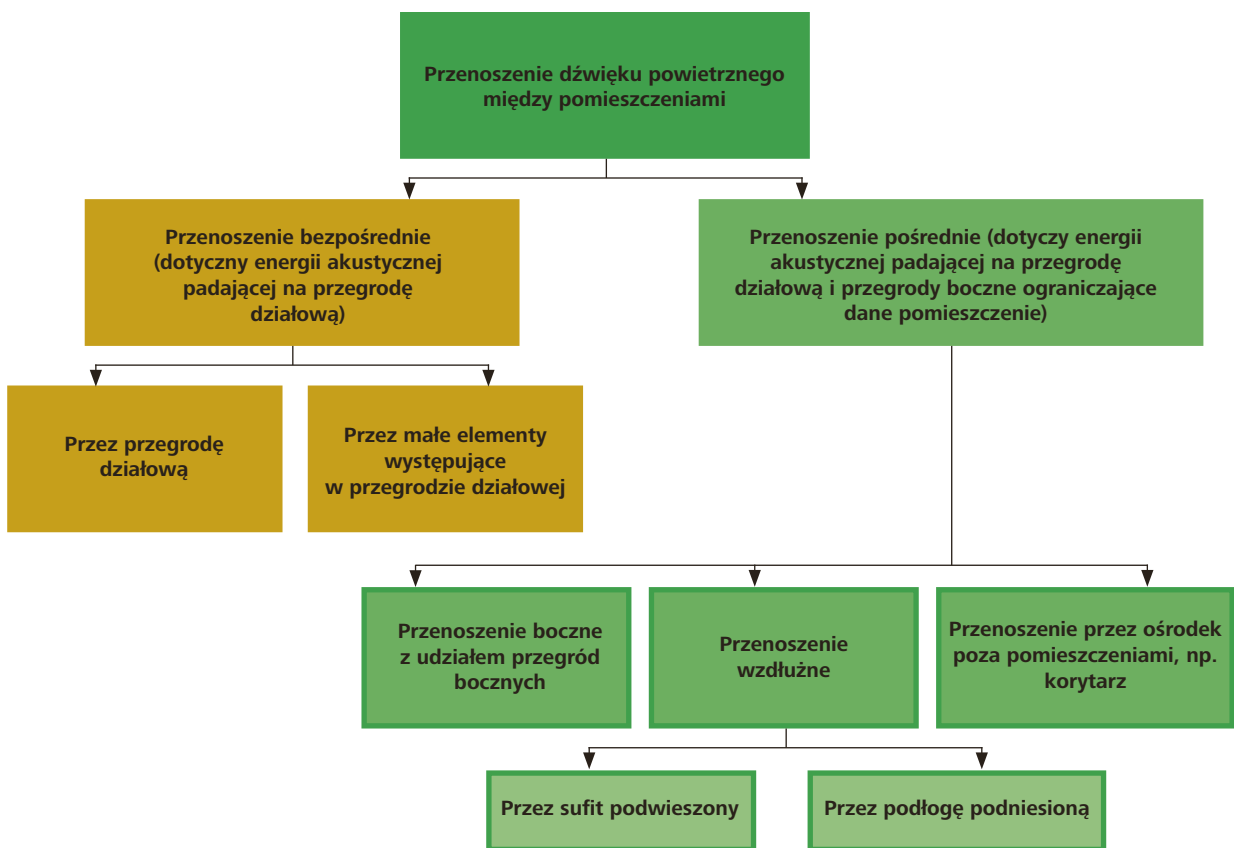 Przenoszenie dźwięku powietrznego
między pomieszczeniami
Przenoszenie bezpośrednie
(dotyczny energii akustycznej
padającej na przegrodę
działową)
Przenoszenie pośrednie (dotyczy energii
akustycznej padającej na przegrodę
działową i przegrody boczne ograniczające
dane pomieszczenie)
Przez przegrodę
działową
Przez małe elementy
występujące
w przegrodzie działowej
Przenoszenie boczne
z udziałem przegród
bocznych
Przenoszenie
wzdłużne
Przenoszenie przez ośrodek
poza pomieszczeniami, np.
korytarz
Przez sufit podwieszony
Przez podłogę podniesioną